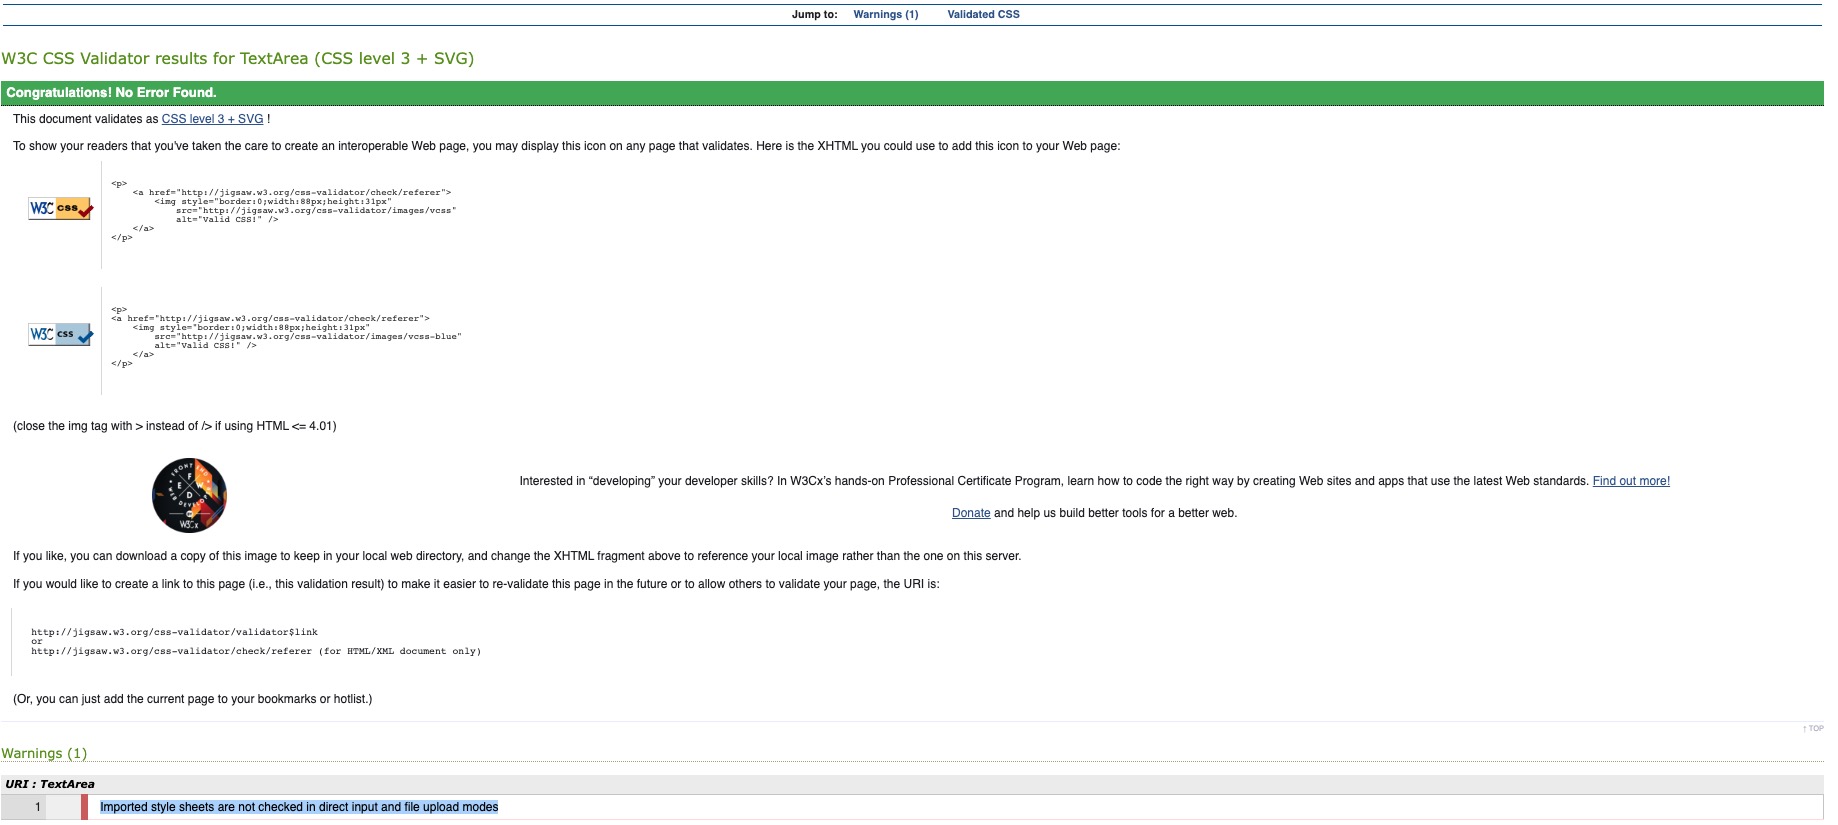 Jump to: Warnings (1) Validated CSS
W3C CSS Validator results for TextArea (CSS level 3 + SVG)
Congratulations! No Error Found.
This document validates as CSS level 3 + SVG !
To show your readers that you've taken the care to create an interoperable Web page, you may display this icon on any page that validates. Here is the XHTML you could use to add this icon to your Web page:
W3C css
<p>
<a href="http://jigsaw.w3.org/css-validator/check/referer">
<img style="border:0;width:88px;height:31px"
src="http://jigsaw.w3.org/css-validator/images/vcss"
alt="Valid CSS!" />
</a>
</p>
W3C css
<p>
<a href="http://jigsaw.w3.org/css-validator/check/referer">
<img style="border:0;width:88px;height:31px"
src="http://jigsaw.w3.org/css-validator/images/vcss-blue"
alt="Valid CSS!" />
</a>
</p>
(close the img tag with > instead of /> if using HTML <= 4.01)
FRONT END
F E W D
WEB DEVELOPER
W3Cx
Interested in “developing” your developer skills? In W3Cx’s hands-on Professional Certificate Program, learn how to code the right way by creating Web sites and apps that use the latest Web standards. Find out more!
Donate and help us build better tools for a better web.
If you like, you can download a copy of this image to keep in your local web directory, and change the XHTML fragment above to reference your local image rather than the one on this server.
If you would like to create a link to this page (i.e., this validation result) to make it easier to re-validate this page in the future or to allow others to validate your page, the URI is:
http://jigsaw.w3.org/css-validator/validator$link
or
http://jigsaw.w3.org/css-validator/check/referer (for HTML/XML document only)
(Or, you can just add the current page to your bookmarks or hotlist.)
↑ TOP
Warnings (1)
URI : TextArea
1 Imported style sheets are not checked in direct input and file upload modes